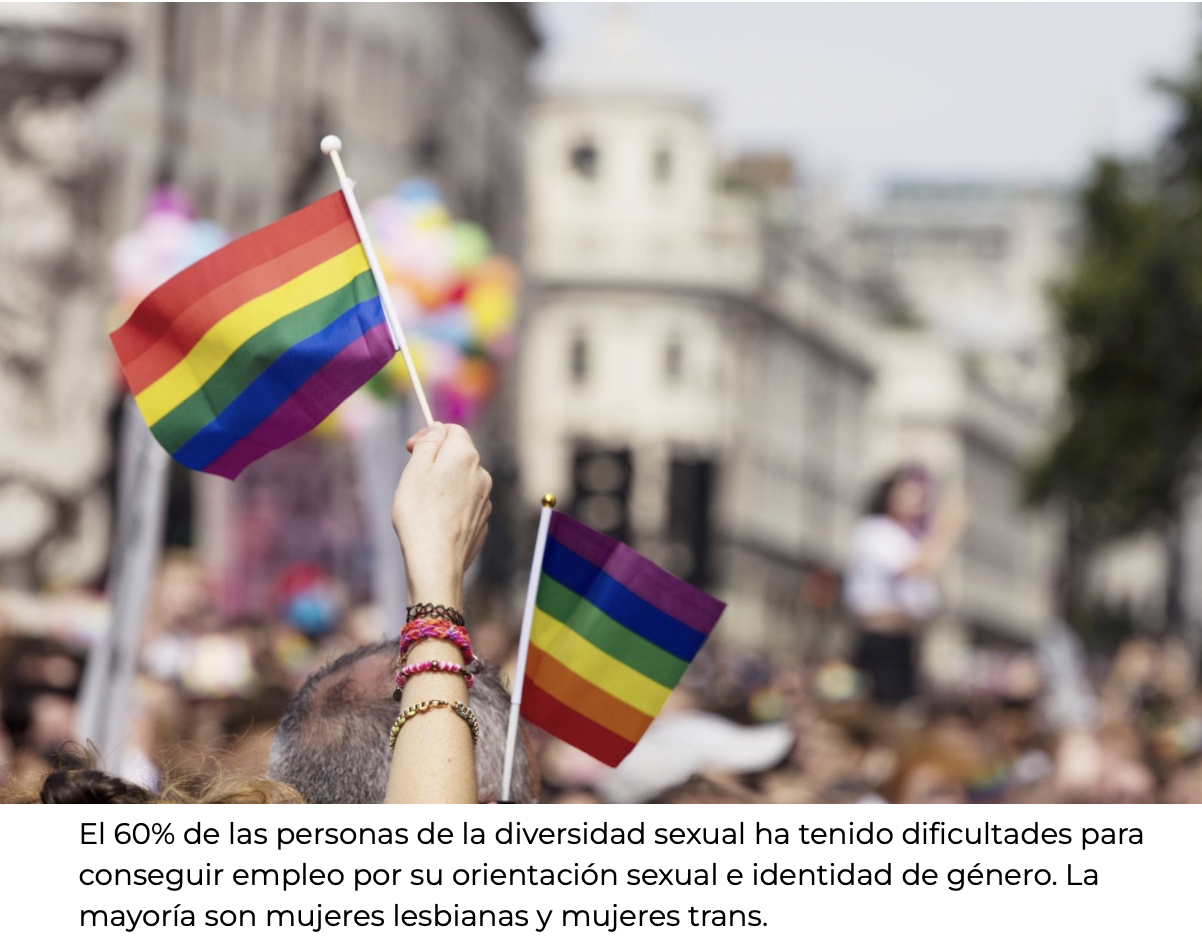 El 60% de las personas de la diversidad sexual ha tenido dificultades para
conseguir empleo por su orientación sexual e identidad de género. La
mayoría son mujeres lesbianas y mujeres trans.